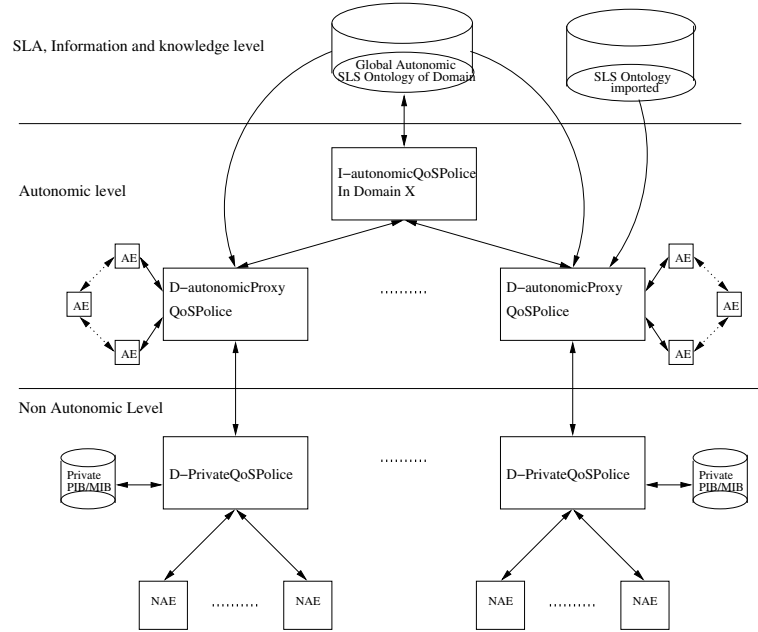 SLA, Information and knowledge level
Global Autonomic
SLS Ontology of Domain
SLS Ontology
imported
I-autonomicQoSPolice
In Domain X
Autonomic level
AE
AE
AE
D-autonomicProxy
QoSPolice
..........
D-autonomicProxy
QoSPolice
AE
AE
AE
Non Autonomic Level
Private
PIB/MIB
D-PrivateQoSPolice
..........
D-PrivateQoSPolice
Private
PIB/MIB
NAE
..........
NAE
NAE
..........
NAE